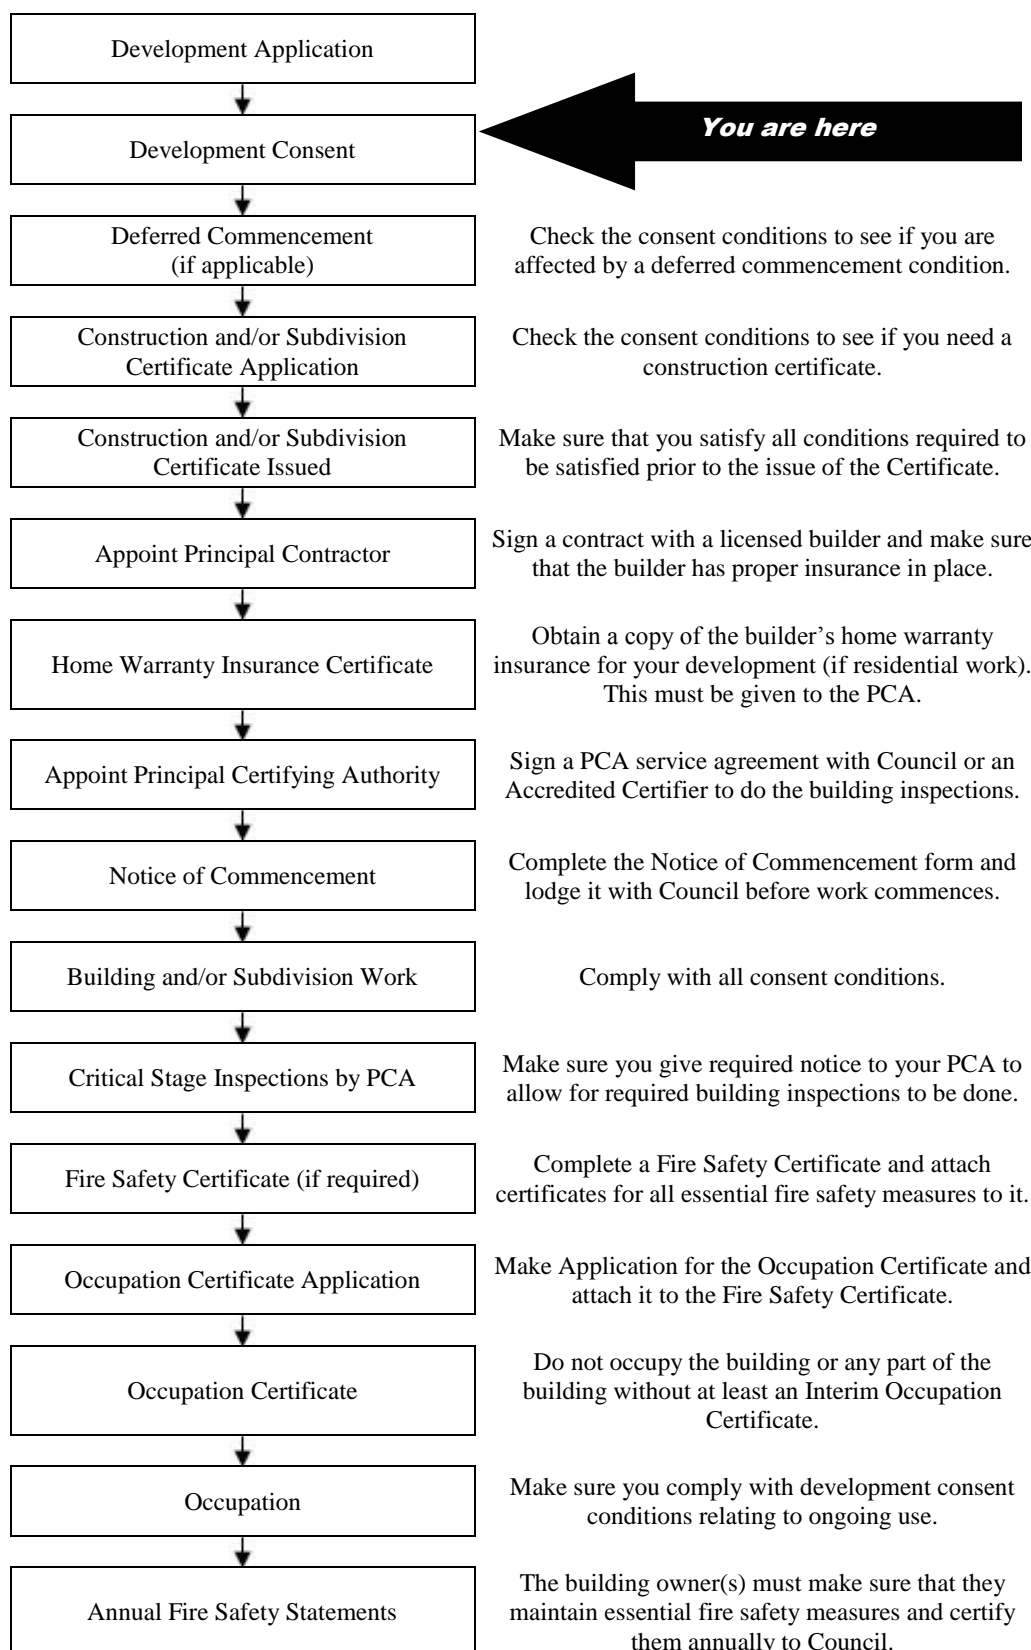 Development Application
Development Consent
You are here
Deferred Commencement
(if applicable)
Check the consent conditions to see if you are
affected by a deferred commencement condition.
Construction and/or Subdivision
Certificate Application
Check the consent conditions to see if you need a
construction certificate.
Construction and/or Subdivision
Certificate Issued
Make sure that you satisfy all conditions required to
be satisfied prior to the issue of the Certificate.
Appoint Principal Contractor
Sign a contract with a licensed builder and make sure
that the builder has proper insurance in place.
Home Warranty Insurance Certificate
Obtain a copy of the builder’s home warranty
insurance for your development (if residential work).
This must be given to the PCA.
Appoint Principal Certifying Authority
Sign a PCA service agreement with Council or an
Accredited Certifier to do the building inspections.
Notice of Commencement
Complete the Notice of Commencement form and
lodge it with Council before work commences.
Building and/or Subdivision Work
Comply with all consent conditions.
Critical Stage Inspections by PCA
Make sure you give required notice to your PCA to
allow for required building inspections to be done.
Fire Safety Certificate (if required)
Complete a Fire Safety Certificate and attach
certificates for all essential fire safety measures to it.
Occupation Certificate Application
Make Application for the Occupation Certificate and
attach it to the Fire Safety Certificate.
Occupation Certificate
Do not occupy the building or any part of the
building without at least an Interim Occupation
Certificate.
Occupation
Make sure you comply with development consent
conditions relating to ongoing use.
Annual Fire Safety Statements
The building owner(s) must make sure that they
maintain essential fire safety measures and certify
them annually to Council.